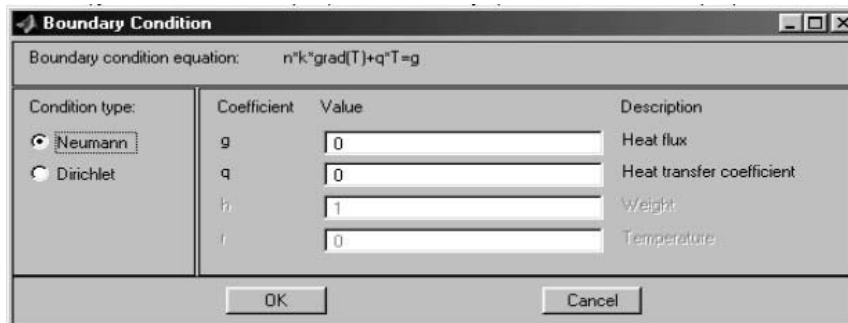 Boundary Condition
Boundary condition equation: n*k*grad(T)+q*T=g
Condition type: Coefficient Value Description
Neumann g 0 Heat flux
Dirichlet q 0 Heat transfer coefficient
h 1 Weight
r 0 Temperature
OK Cancel